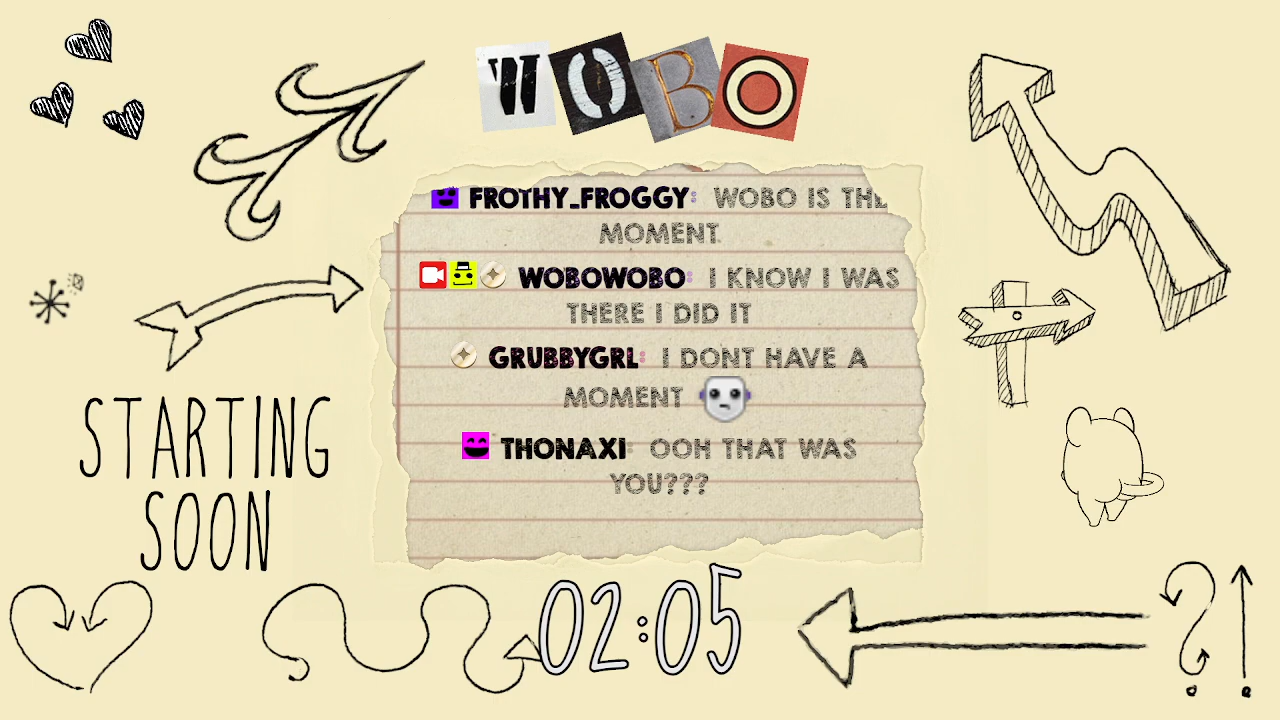 WOBO
FROTHY_FROGGY: WOBO IS THE
MOMENT
WOBOWOBO: I KNOW I WAS
THERE I DID IT
GRUBBYGRL: I DONT HAVE A
MOMENT
THONAXI: OOH THAT WAS
YOU???
STARTING
SOON
02:05
?!